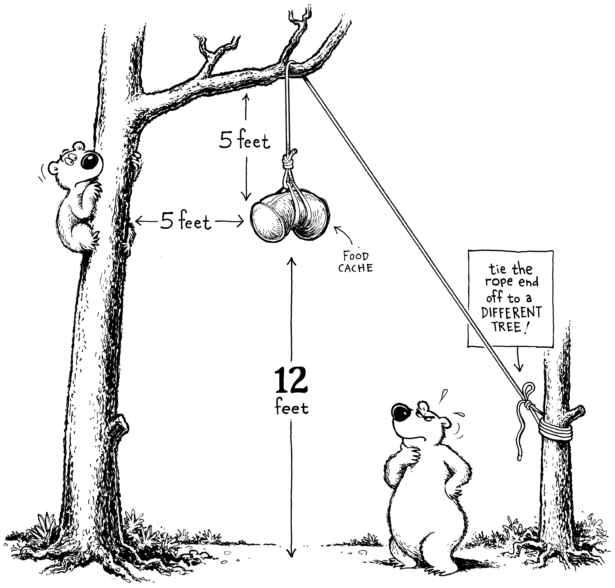 5 feet
5 feet
FOOD
CACHE
tie the
rope end
off to a
DIFFERENT
TREE!
12
feet